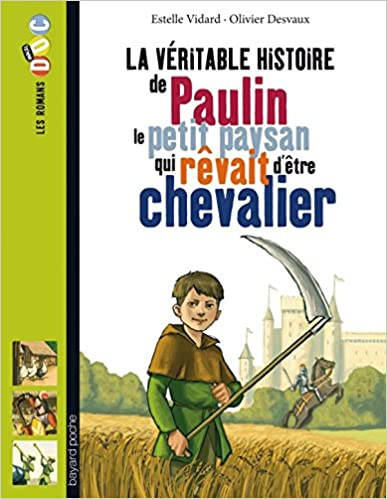 Estelle Vidard - Olivier Desvaux
LA VÉRITABLE HISTOIRE
de Paulin
le petit paysan
qui rêvait d'être
chevalier
LES ROMANS
images
DOC
bayard poche